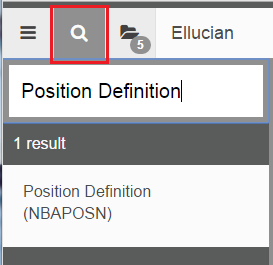 5
Ellucian
Position Definition
1 result
Position Definition
(NBAPOSN)